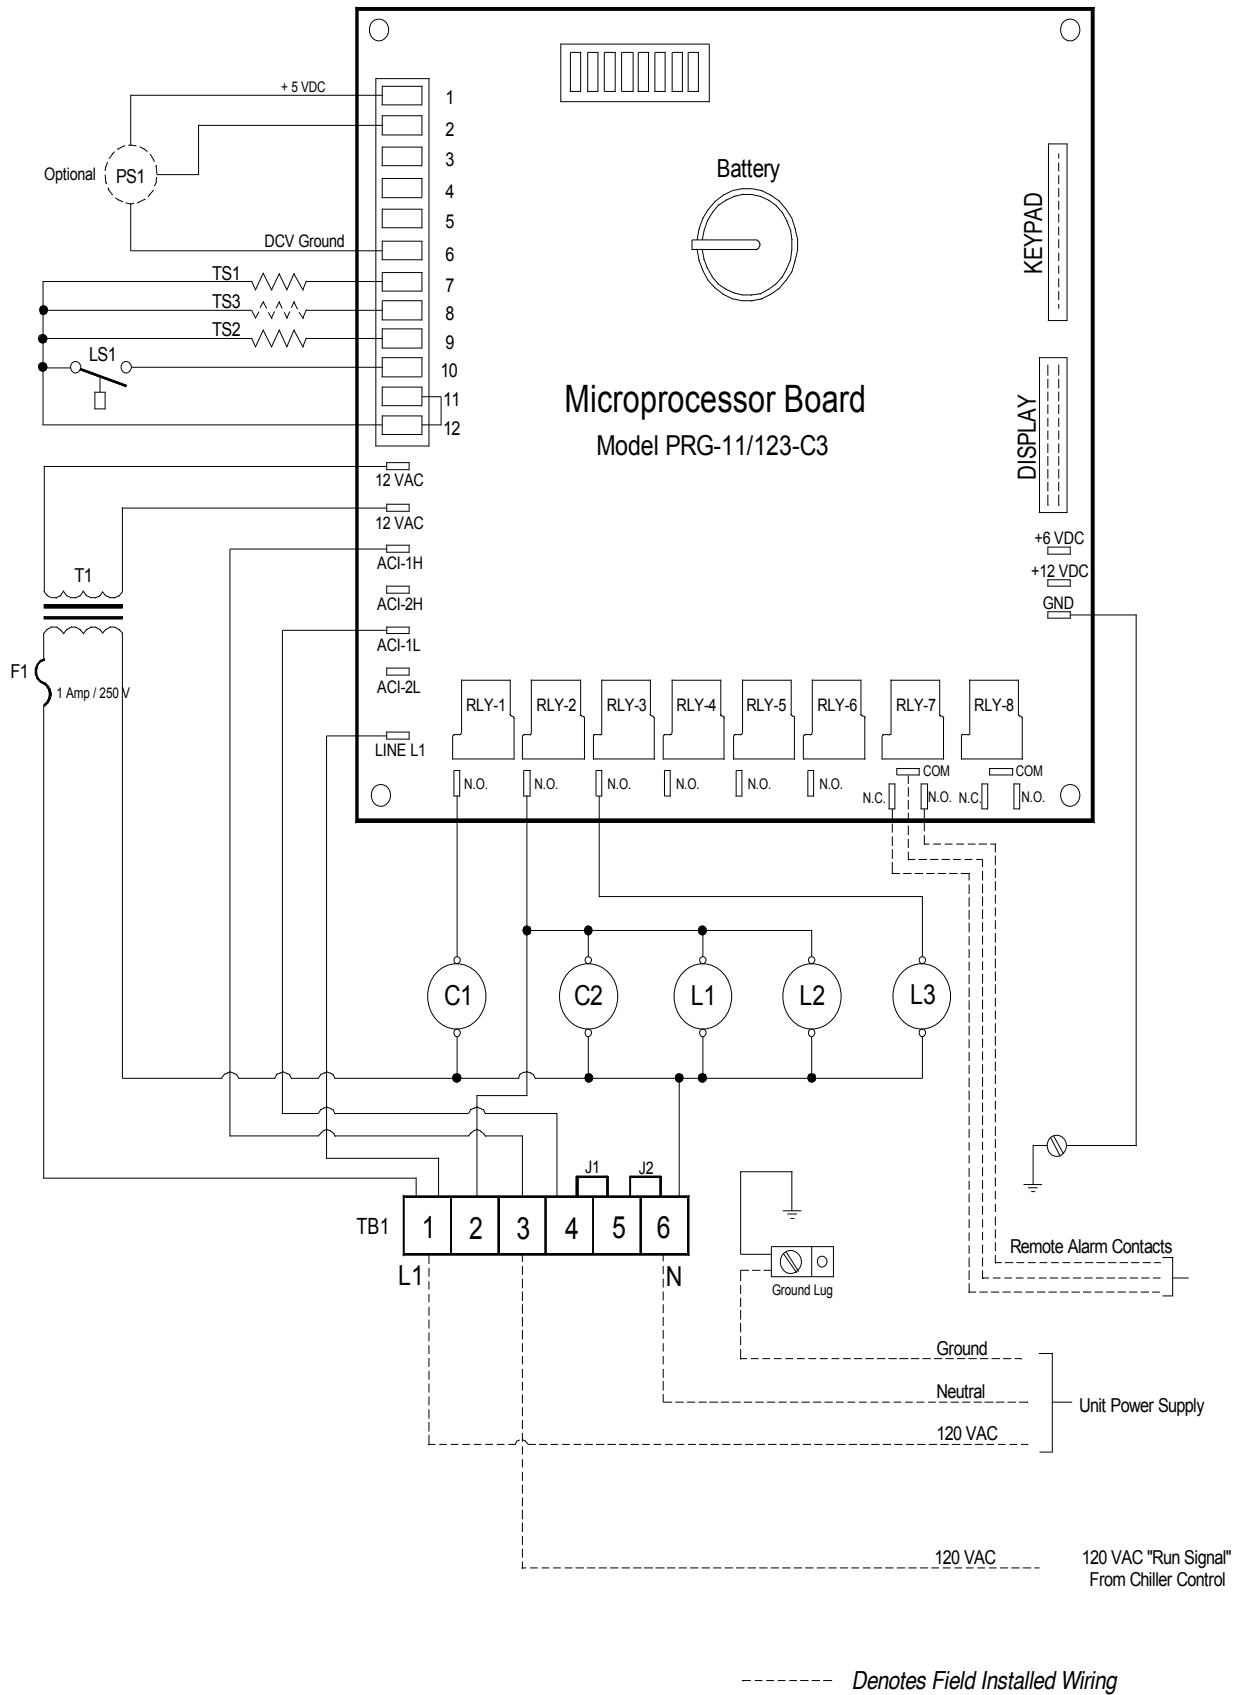 + 5 VDC
1
2
Battery
3
Optional
PS1
4
5
DCV Ground
6
KEYPAD
TS1
7
TS3
8
TS2
9
LS1
10
11
12
Microprocessor Board
Model PRG-11/123-C3
DISPLAY
12 VAC
12 VAC
+6 VDC
ACI-1H
+12 VDC
T1
ACI-2H
GND
ACI-1L
F1
1 Amp / 250 V
ACI-2L
RLY-1
RLY-2
RLY-3
RLY-4
RLY-5
RLY-6
RLY-7
RLY-8
LINE L1
COM
COM
N.O.
N.O.
N.O.
N.O.
N.O.
N.O.
N.C.
N.O.
N.C.
N.O.
C1
C2
L1
L2
L3
J1
J2
TB1
1
2
3
4
5
6
L1
N
Ground Lug
Remote Alarm Contacts
Ground
Neutral
Unit Power Supply
120 VAC
120 VAC
120 VAC "Run Signal"
From Chiller Control
Denotes Field Installed Wiring